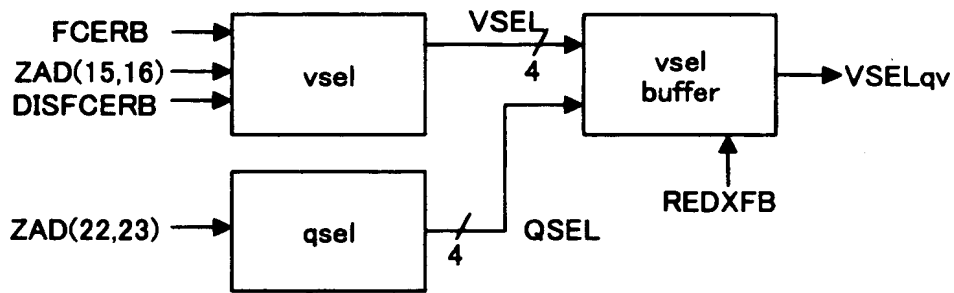 FCERB
ZAD(15,16)
DISFCERB
vsel
VSEL
4
vsel
buffer
VSELqv
REDXFB
ZAD(22,23)
qsel
4
QSEL